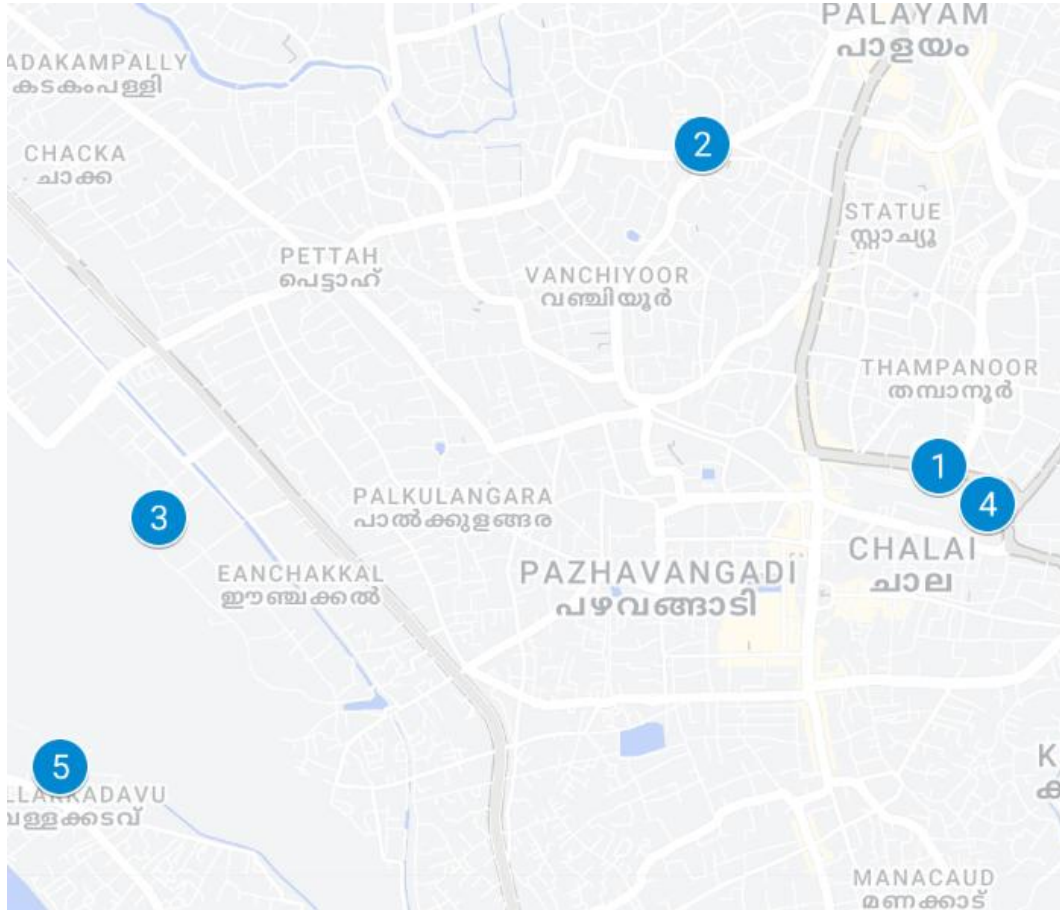 PALAYAM
പാളയം
ADAKAMPALLY
കടകംപള്ളി
2
CHACKA
ചാക്ക
STATUE
സ്റ്റാച്യൂ
PETTAH
പെട്ടാഹ്
VANCHIYOOR
വഞ്ചിയൂർ
THAMPANOOR
തമ്പാനൂർ
1
PALKULANGARA
പാൽക്കുളങ്ങര
4
3
CHALAI
ചാല
EANCHAKKAL
ഈഞ്ചക്കൽ
PAZHAVANGADI
പഴവങ്ങാടി
5
K
ക
LLAKKADAVU
വള്ളക്കടവ്
MANACAUD
മണക്കാട്